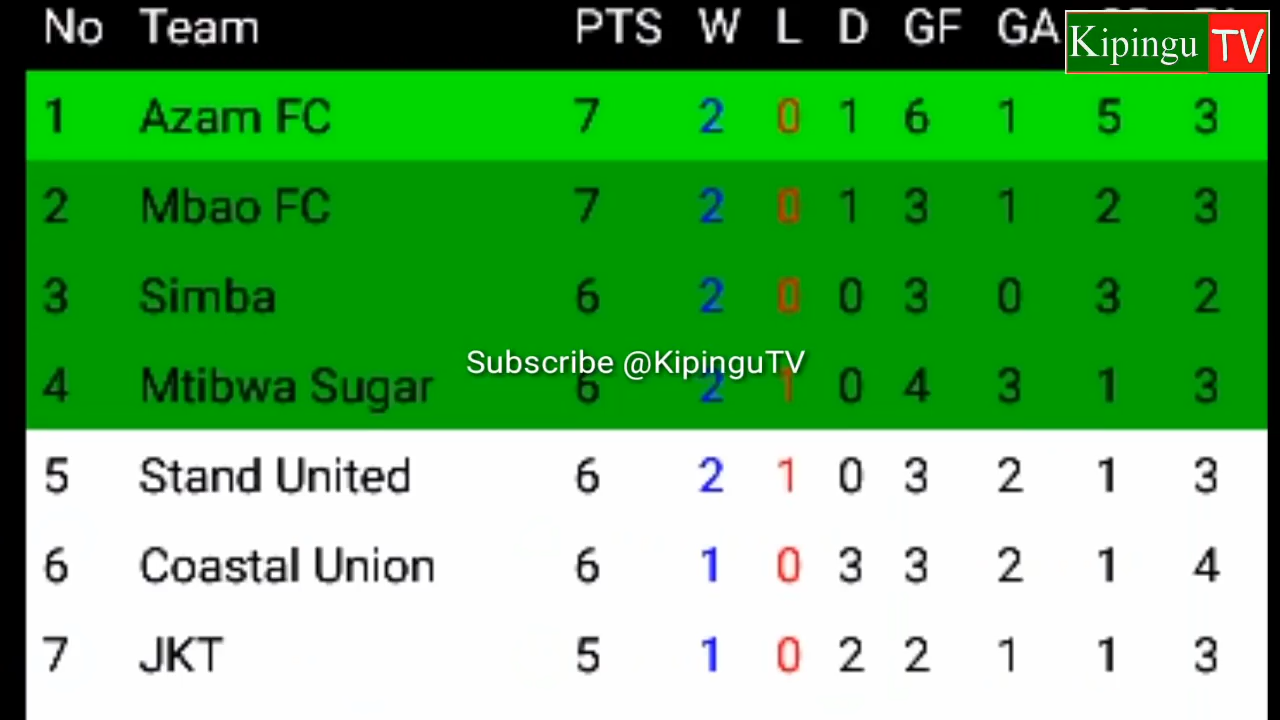 No Team PTS W L D GF GA
Kipingu TV
1 Azam FC 7 2 0 1 6 1 5 3
2 Mbao FC 7 2 0 1 3 1 2 3
3 Simba 6 2 0 0 3 0 3 2
Subscribe @KipinguTV
4 Mtibwa Sugar 6 2 1 0 4 3 1 3
5 Stand United 6 2 1 0 3 2 1 3
6 Coastal Union 6 1 0 3 3 2 1 4
7 JKT 5 1 0 2 2 1 1 3